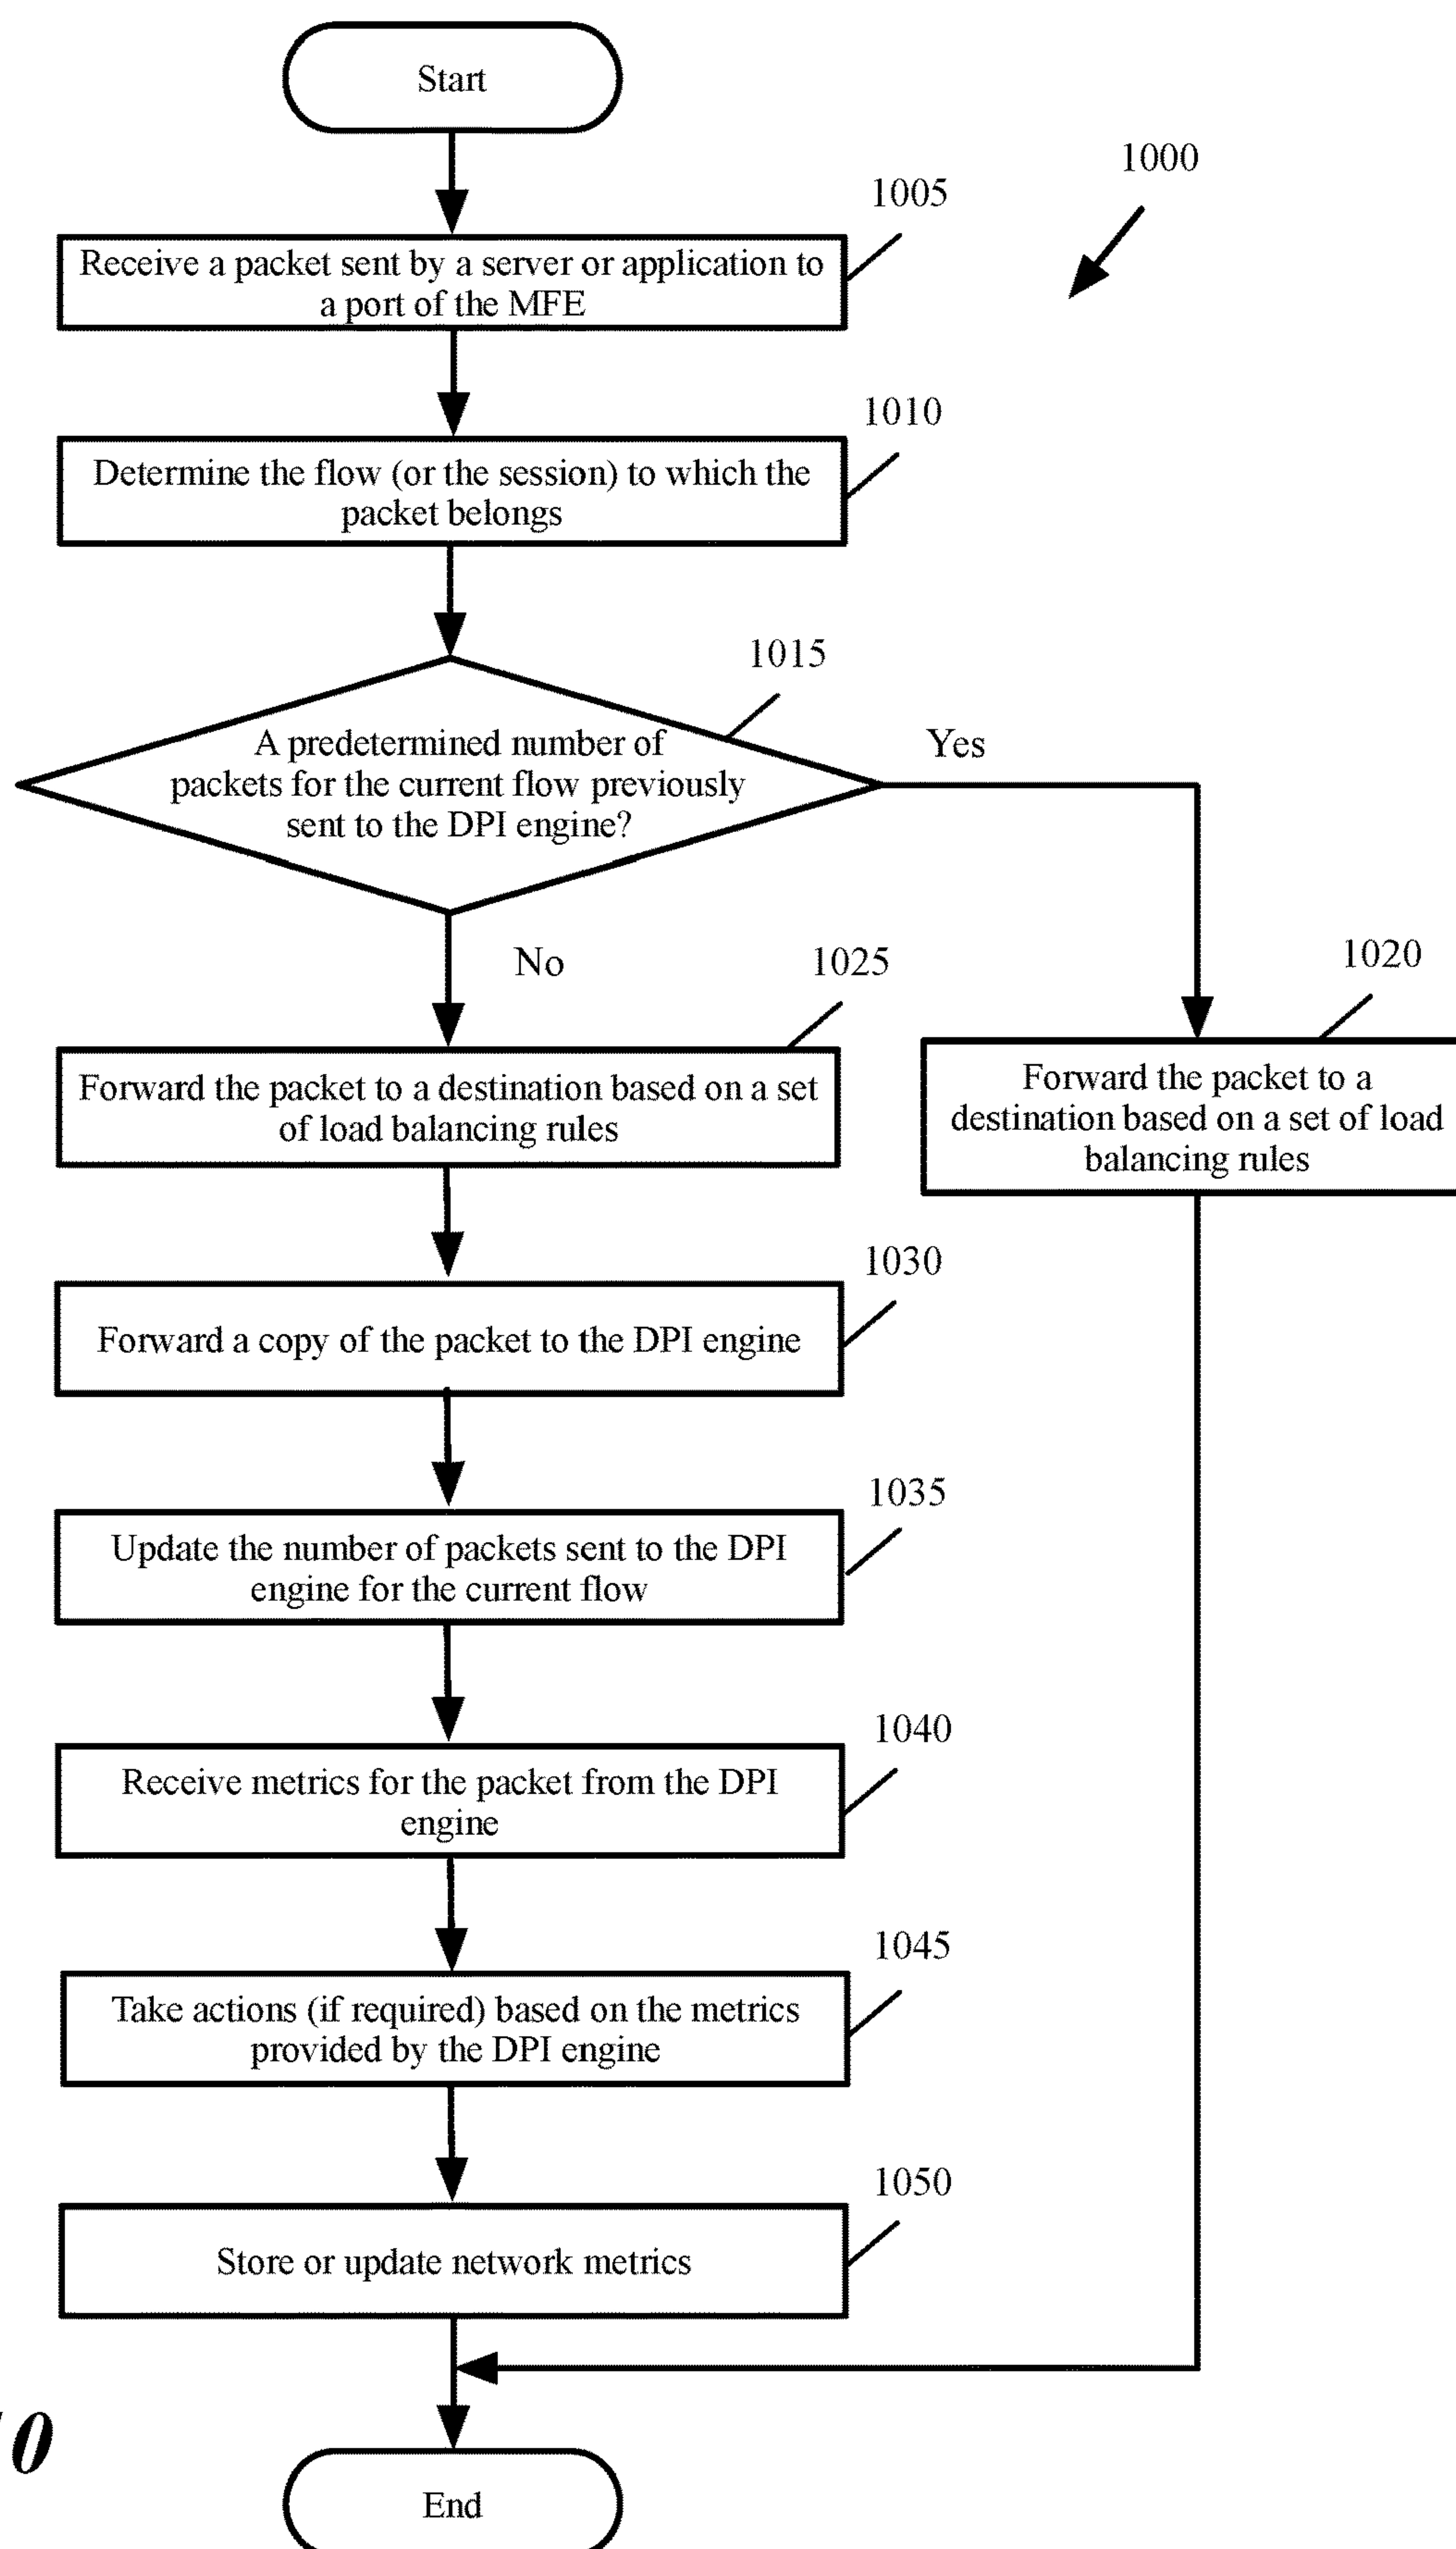 Start
1000
1005
Receive a packet sent by a server or application to
a port of the MFE
1010
Determine the flow (or the session) to which the
packet belongs
1015
A predetermined number of
packets for the current flow previously
sent to the DPI engine?
Yes
No
1025
Forward the packet to a destination based on a set
of load balancing rules
1020
Forward the packet to a
destination based on a set of load
balancing rules
1030
Forward a copy of the packet to the DPI engine
1035
Update the number of packets sent to the DPI
engine for the current flow
1040
Receive metrics for the packet from the DPI
engine
1045
Take actions (if required) based on the metrics
provided by the DPI engine
1050
Store or update network metrics
0
End